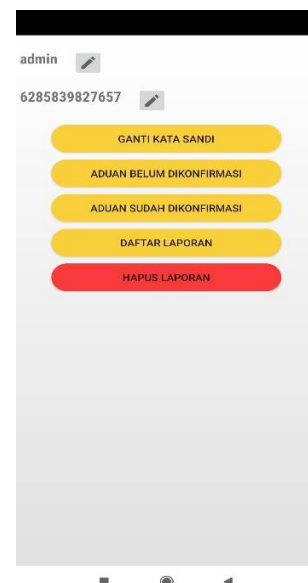 admin
6285839827657
GANTI KATA SANDI
ADUAN BELUM DIKONFIRMASI
ADUAN SUDAH DIKONFIRMASI
DAFTAR LAPORAN
HAPUS LAPORAN